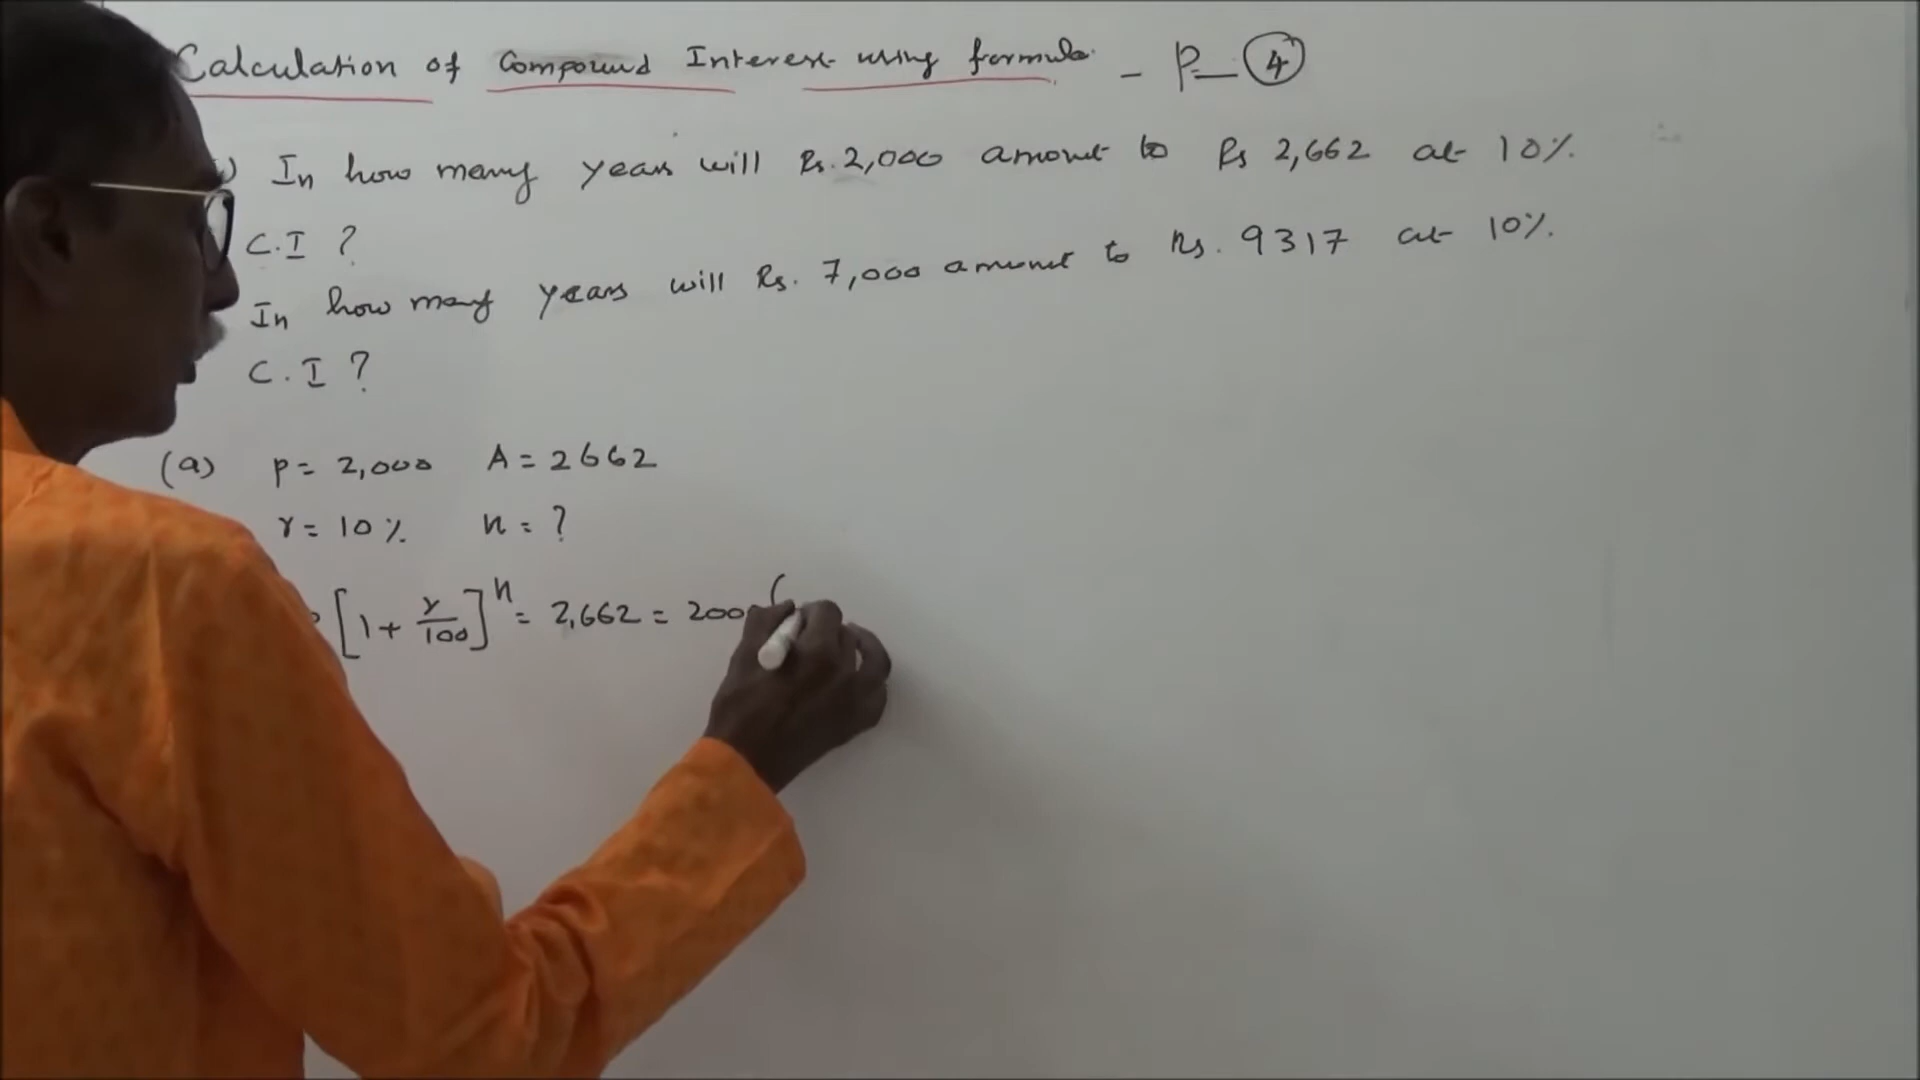 Calculation of Compound Interest using formula - P- 4
) In how many years will Rs. 2,000 amount to Rs 2,662 at 10%.
C.I ?
In how many years will Rs. 7,000 amount to Rs. 9317 at 10%.
C.I ?
(a) P = 2,000 A = 2662
r = 10% n = ?
[1 + r/100]^n = 2,662 = 200 (